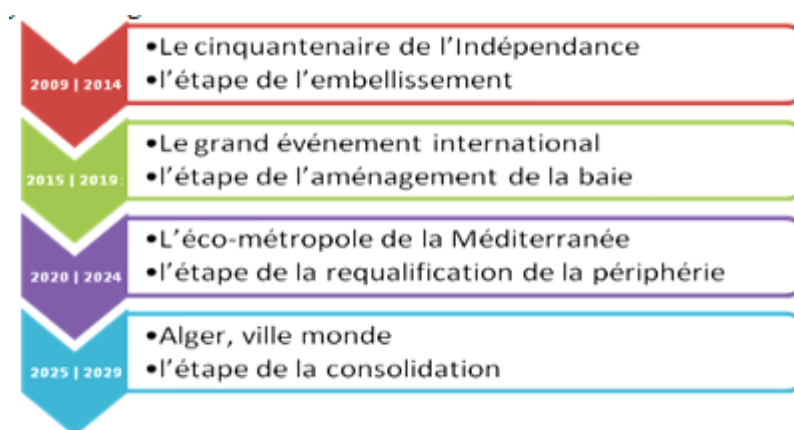 2009 | 2014
•Le cinquantenaire de l’Indépendance
•l’étape de l’embellissement
2015 | 2019:
•Le grand événement international
•l’étape de l’aménagement de la baie
2020 | 2024
•L’éco-métropole de la Méditerranée
•l’étape de la requalification de la périphérie
2025 | 2029
•Alger, ville monde
•l’étape de la consolidation